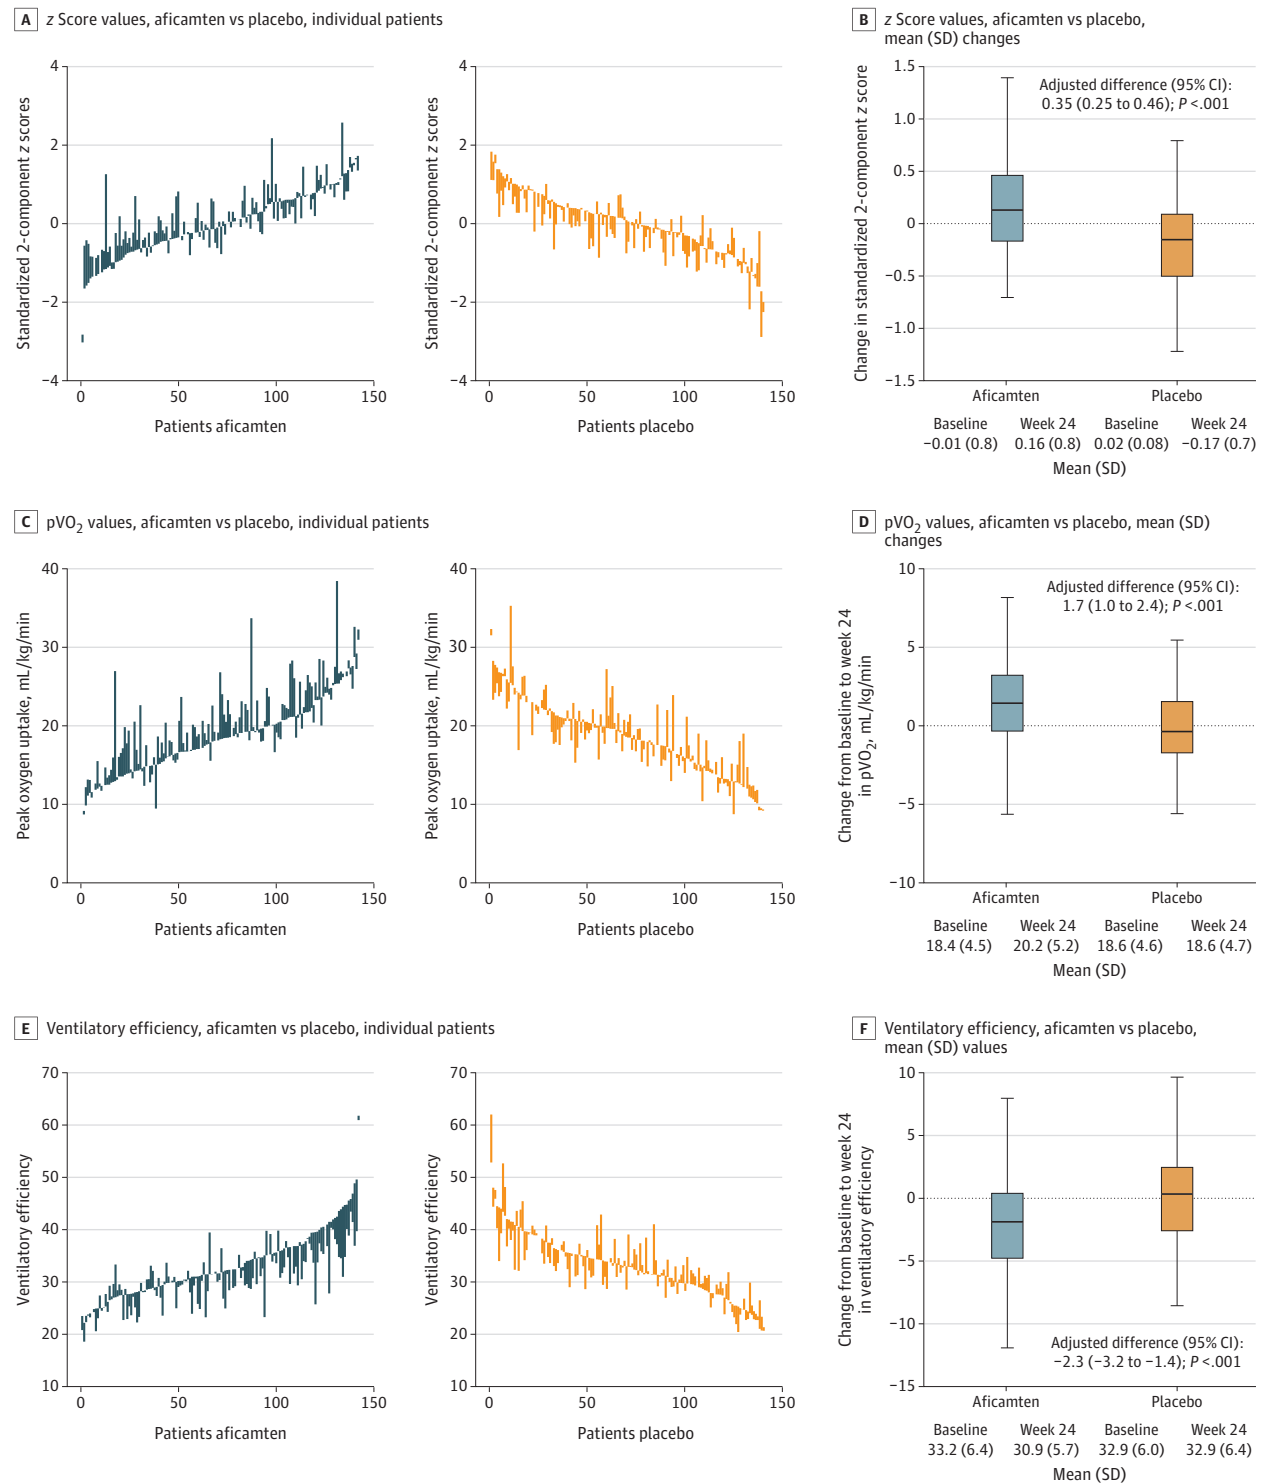 A z Score values, aficamten vs placebo, individual patients
Standardized 2-component z scores
4
2
0
−2
−4
0 50 100 150
Patients aficamten
Standardized 2-component z scores
4
2
0
−2
−4
0 50 100 150
Patients placebo
B z Score values, aficamten vs placebo,
mean (SD) changes
Change in standardized 2-component z score
1.5
1.0
0.5
0
−0.5
−1.0
−1.5
Adjusted difference (95% CI):
0.35 (0.25 to 0.46); P <.001
Aficamten Placebo
Baseline Week 24 Baseline Week 24
−0.01 (0.8) 0.16 (0.8) 0.02 (0.08) −0.17 (0.7)
Mean (SD)
C pVO2 values, aficamten vs placebo, individual patients
Peak oxygen uptake, mL/kg/min
40
30
20
10
0
0 50 100 150
Patients aficamten
Peak oxygen uptake, mL/kg/min
40
30
20
10
0
0 50 100 150
Patients placebo
D pVO2 values, aficamten vs placebo, mean (SD)
changes
Change from baseline to week 24
in pVO2, mL/kg/min
10
5
0
−5
−10
Adjusted difference (95% CI):
1.7 (1.0 to 2.4); P <.001
Aficamten Placebo
Baseline Week 24 Baseline Week 24
18.4 (4.5) 20.2 (5.2) 18.6 (4.6) 18.6 (4.7)
Mean (SD)
E Ventilatory efficiency, aficamten vs placebo, individual patients
Ventilatory efficiency
70
60
50
40
30
20
10
0 50 100 150
Patients aficamten
Ventilatory efficiency
70
60
50
40
30
20
10
0 50 100 150
Patients placebo
F Ventilatory efficiency, aficamten vs placebo,
mean (SD) values
Change from baseline to week 24
in ventilatory efficiency
10
5
0
−5
−10
−15
Adjusted difference (95% CI):
−2.3 (−3.2 to −1.4); P <.001
Aficamten Placebo
Baseline Week 24 Baseline Week 24
33.2 (6.4) 30.9 (5.7) 32.9 (6.0) 32.9 (6.4)
Mean (SD)